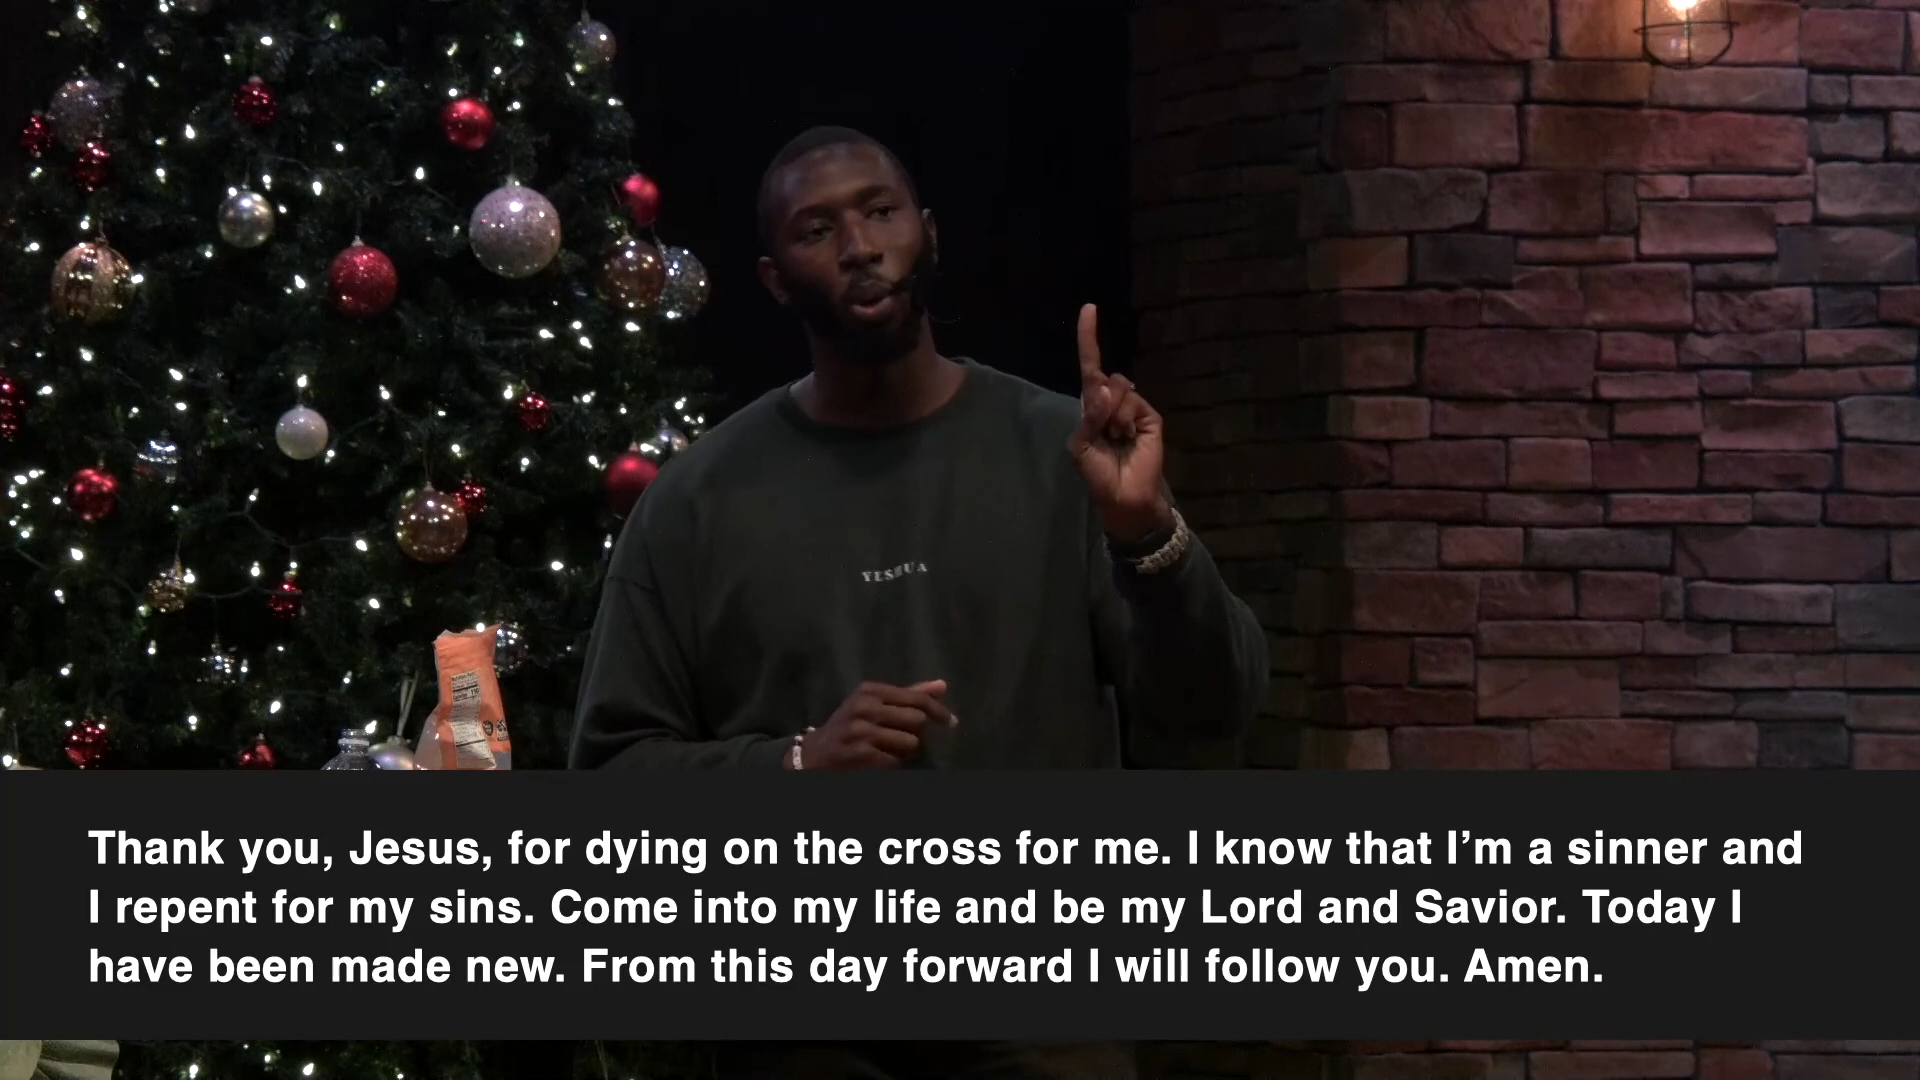 YESHUA
Thank you, Jesus, for dying on the cross for me. I know that I’m a sinner and
I repent for my sins. Come into my life and be my Lord and Savior. Today I
have been made new. From this day forward I will follow you. Amen.